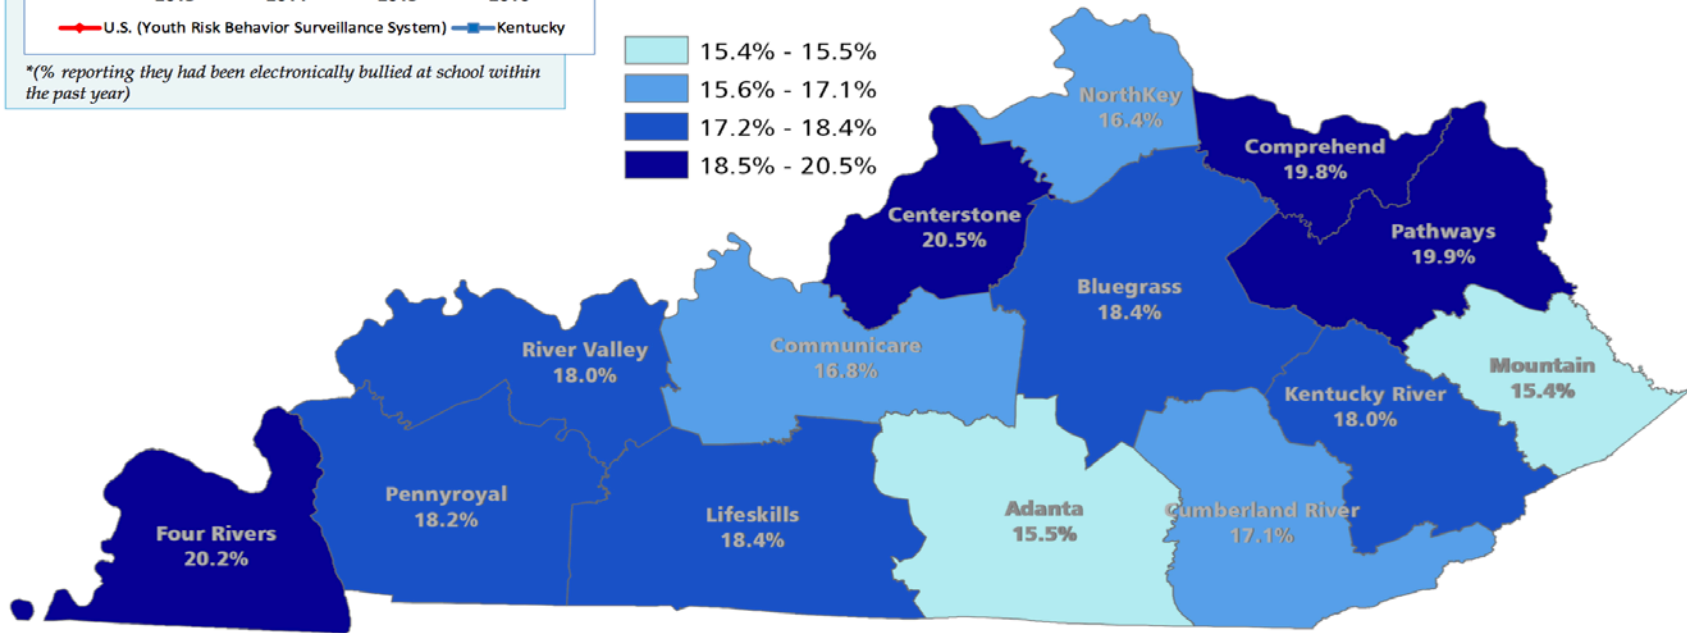 U.S. (Youth Risk Behavior Surveillance System) Kentucky
*(% reporting they had been electronically bullied at school within
the past year)
15.4% - 15.5%
15.6% - 17.1%
17.2% - 18.4%
18.5% - 20.5%
NorthKey
16.4%
Comprehend
19.8%
Centerstone
20.5%
Pathways
19.9%
Bluegrass
18.4%
River Valley
18.0%
Communicare
16.8%
Mountain
15.4%
Kentucky River
18.0%
Pennyroyal
18.2%
Lifeskills
18.4%
Adanta
15.5%
Cumberland River
17.1%
Four Rivers
20.2%